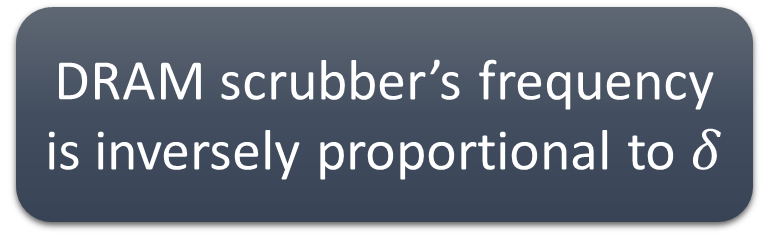 DRAM scrubber’s frequency
is inversely proportional to 𝛿